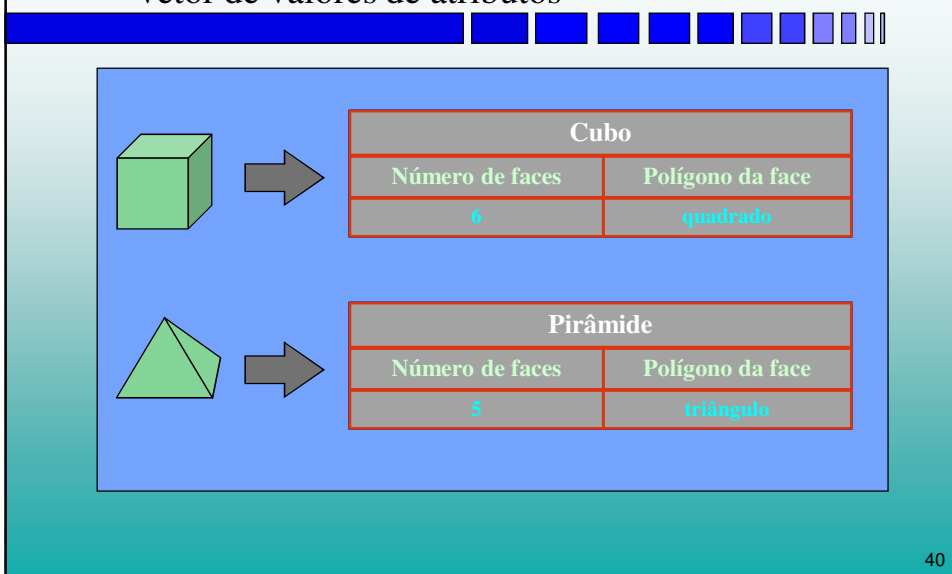 vetor de valores de atributos
Cubo
Número de faces Polígono da face
6 quadrado
Pirâmide
Número de faces Polígono da face
5 triângulo
40